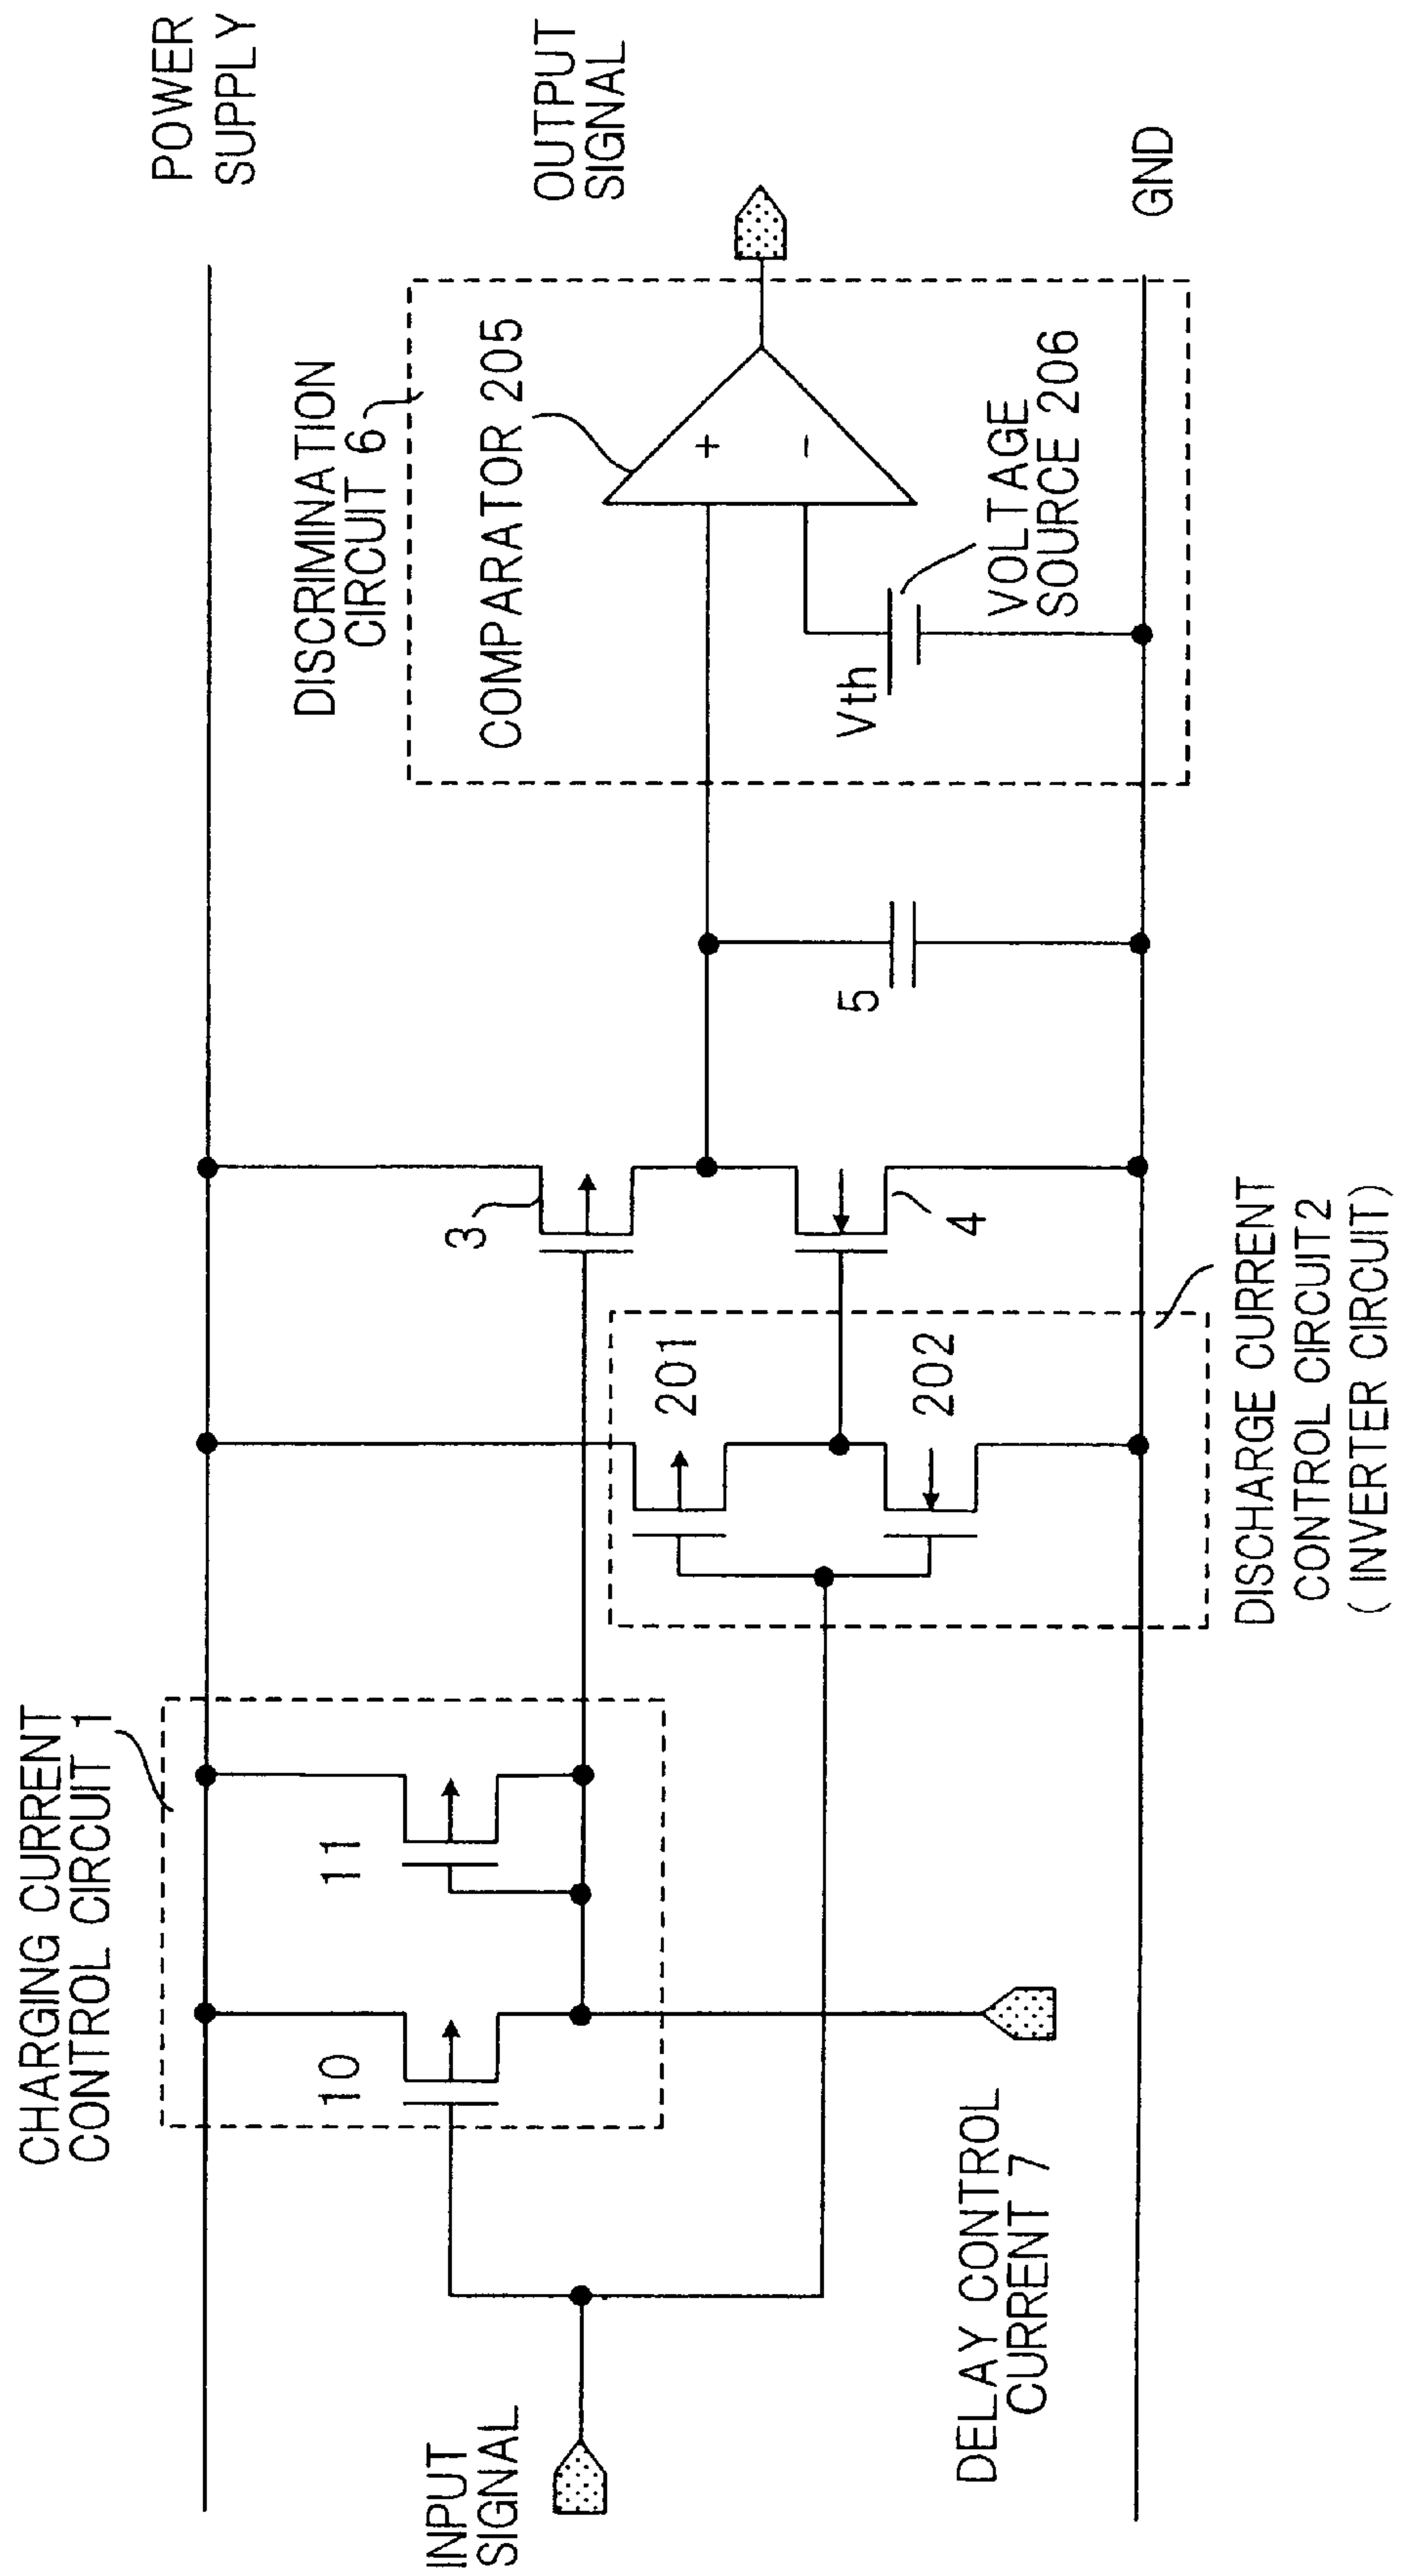 POWER
SUPPLY
OUTPUT
SIGNAL
GND
DISCRIMINATION
CIRCUIT 6
COMPARATOR 205
+
−
VOLTAGE
SOURCE 206
Vth
5
3
4
201
202
DISCHARGE CURRENT
CONTROL CIRCUIT2
( INVERTER CIRCUIT)
CHARGING CURRENT
CONTROL CIRCUIT 1
11
10
DELAY CONTROL
CURRENT 7
INPUT
SIGNAL